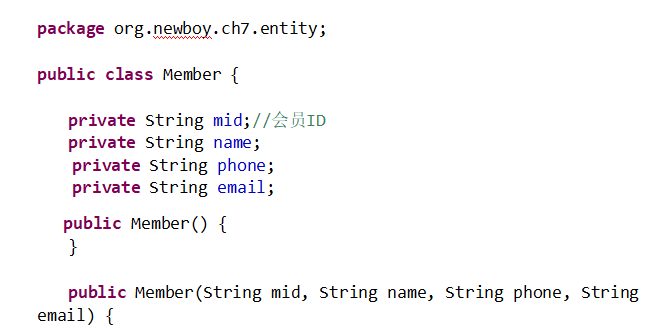 package org.newboy.ch7.entity;
public class Member {
private String mid;//会员ID
private String name;
private String phone;
private String email;
public Member() {
}
public Member(String mid, String name, String phone, String
email) {